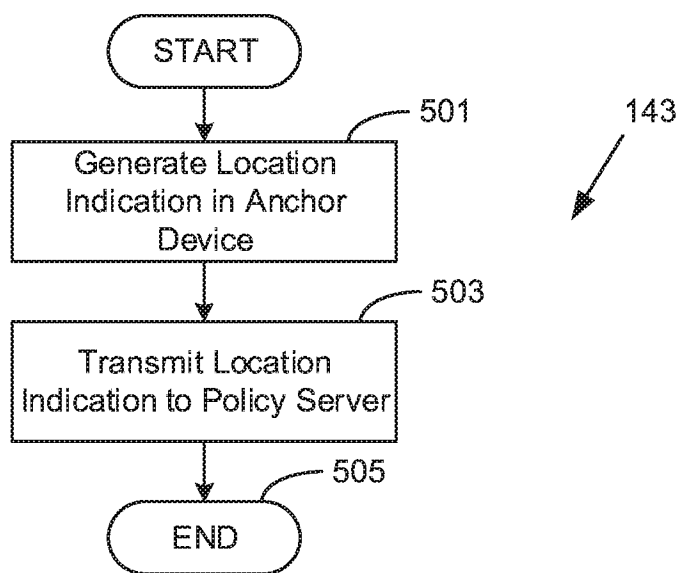 START
501
143
Generate Location
Indication in Anchor
Device
503
Transmit Location
Indication to Policy Server
505
END